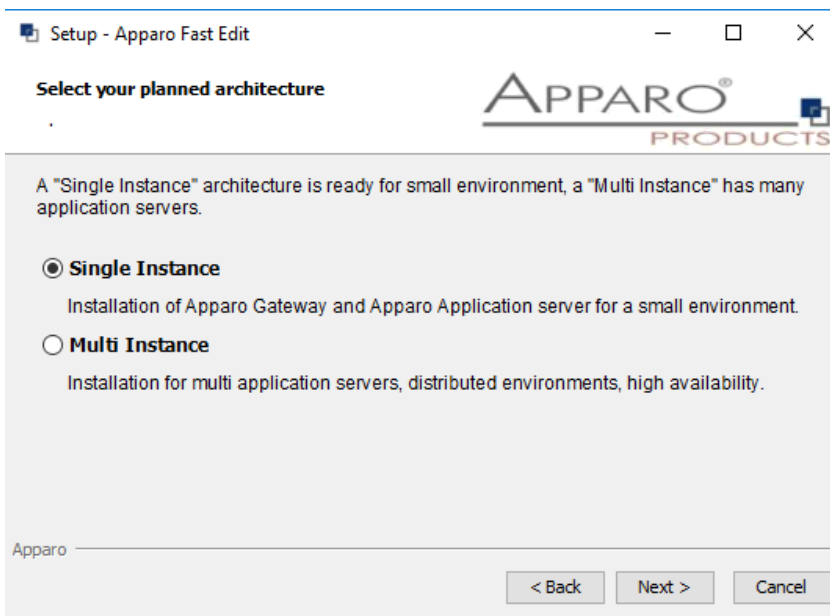 Setup - Apparo Fast Edit
Select your planned architecture
.
APPARO®
PRODUCTS
A "Single Instance" architecture is ready for small environment, a "Multi Instance" has many
application servers.
Single Instance
Installation of Apparo Gateway and Apparo Application server for a small environment.
Multi Instance
Installation for multi application servers, distributed environments, high availability.
Apparo
< Back
Next >
Cancel